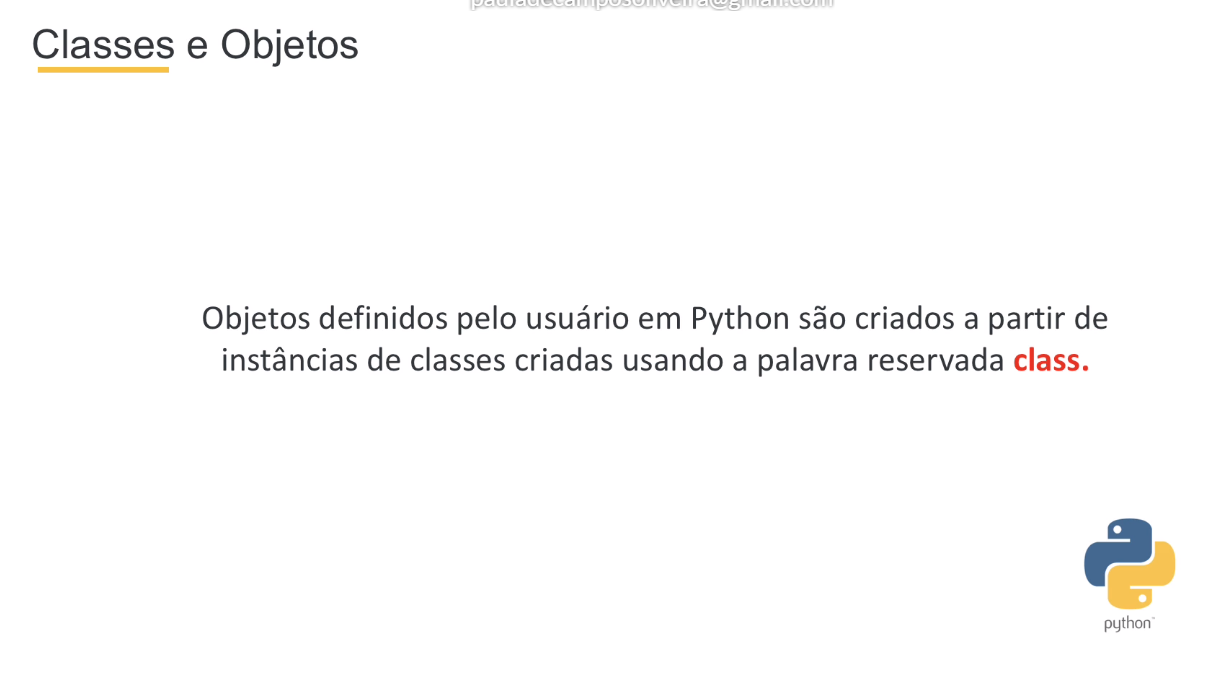 Classes e Objetos
Objetos definidos pelo usuário em Python são criados a partir de
instâncias de classes criadas usando a palavra reservada class.
python